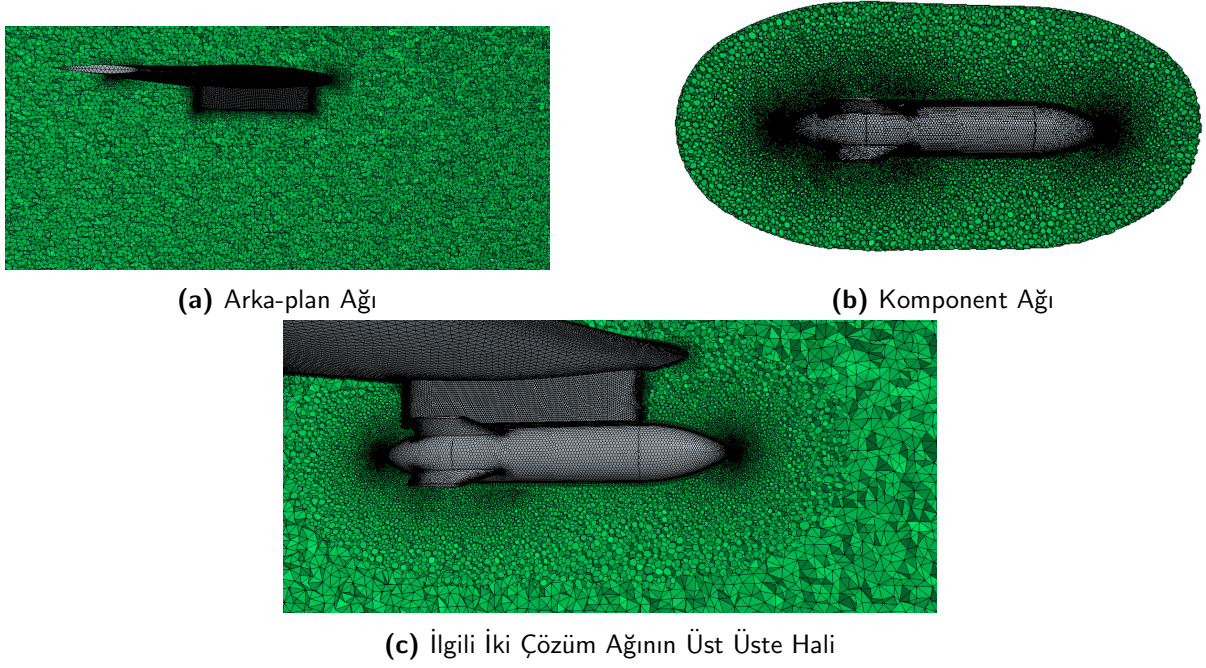 (a) Arka-plan Ağı
(b) Komponent Ağı
(c) İlgili İki Çözüm Ağının Üst Üste Hali